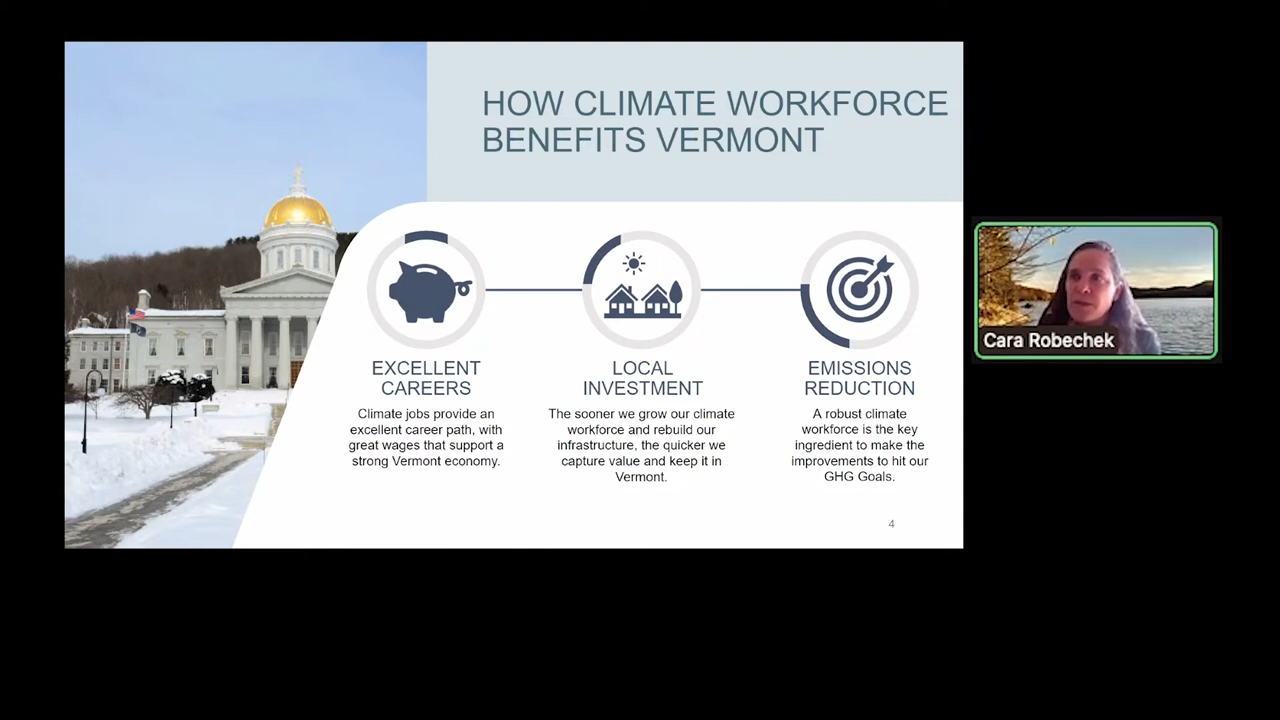 HOW CLIMATE WORKFORCE
BENEFITS VERMONT
EXCELLENT
CAREERS
Climate jobs provide an
excellent career path, with
great wages that support a
strong Vermont economy.
LOCAL
INVESTMENT
The sooner we grow our climate
workforce and rebuild our
infrastructure, the quicker we
capture value and keep it in
Vermont.
EMISSIONS
REDUCTION
A robust climate
workforce is the key
ingredient to make the
improvements to hit our
GHG Goals.
4
Cara Robechek